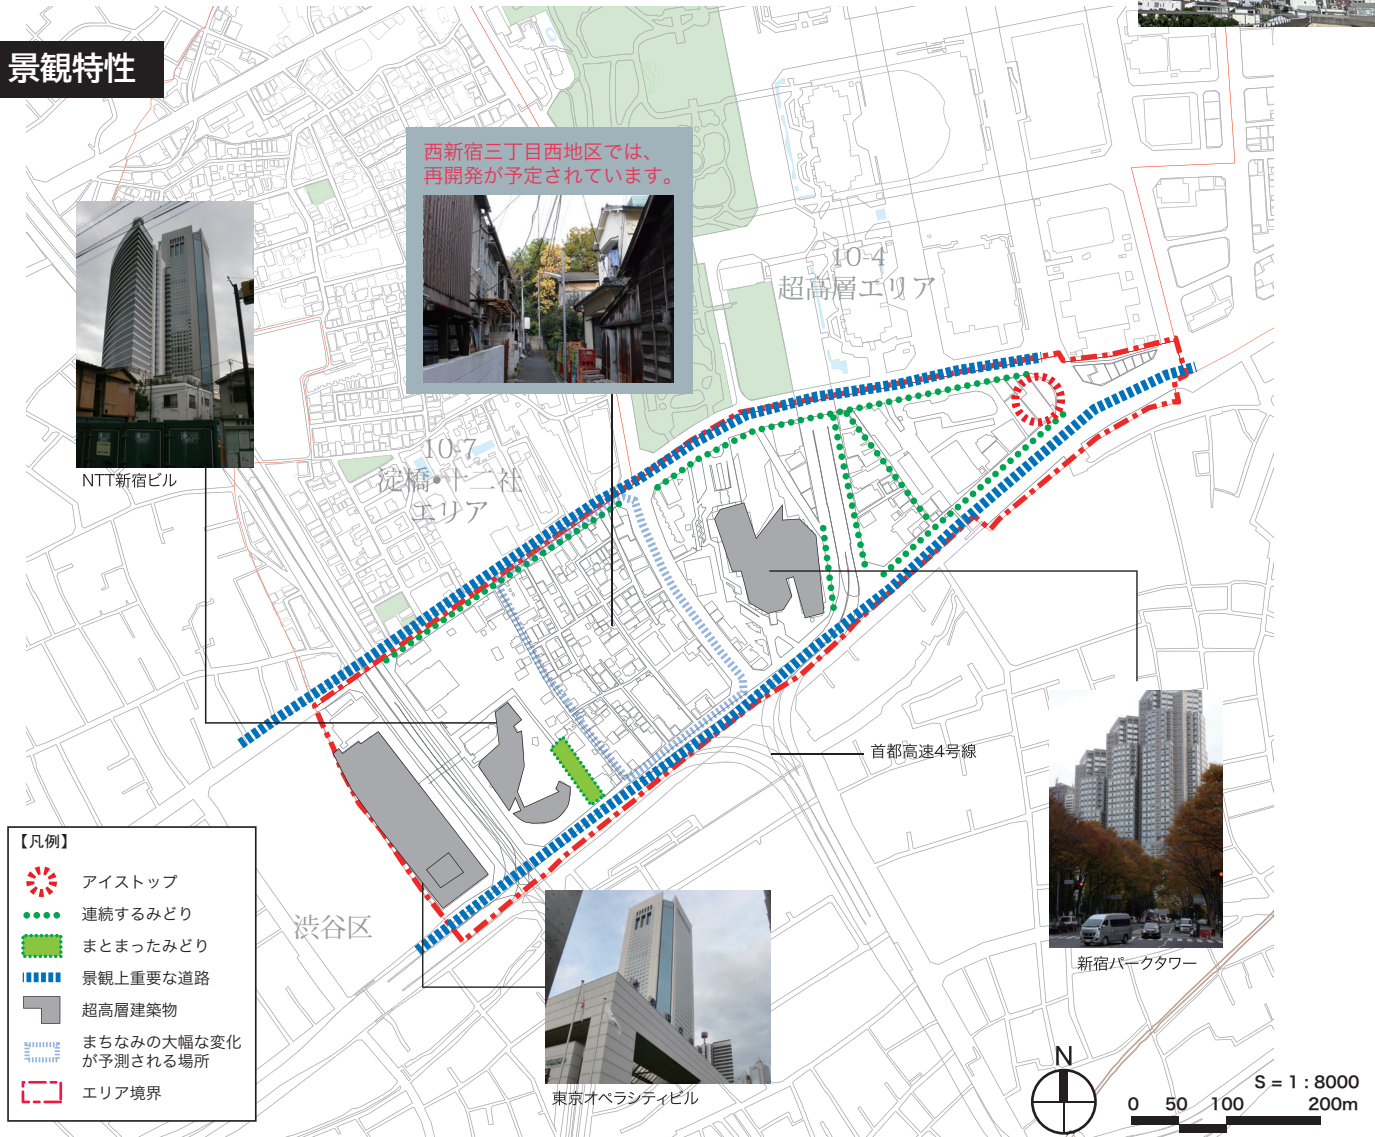 景観特性
西新宿三丁目西地区では、
再開発が予定されています。
10-4
超高層エリア
NTT新宿ビル
10-7
淀橋・十二社
エリア
首都高速4号線
渋谷区
新宿パークタワー
東京オペラシティビル
【凡例】
アイストップ
連続するみどり
まとまったみどり
景観上重要な道路
超高層建築物
まちなみの大幅な変化
が予測される場所
エリア境界
N
S = 1 : 8000
0 50 100 200m